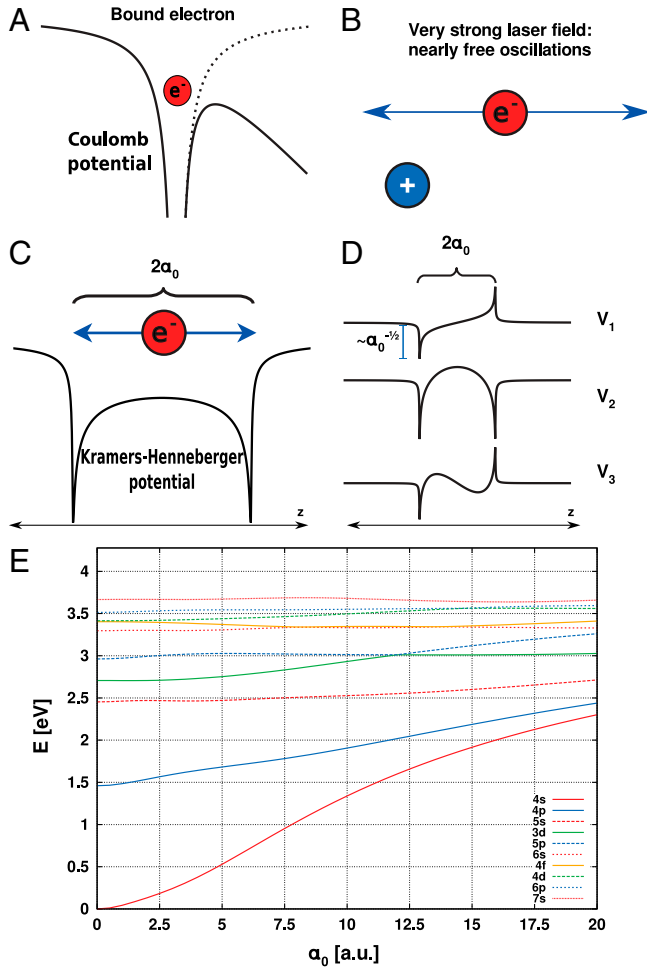 A
Bound electron
e⁻
Coulomb
potential
B
Very strong laser field:
nearly free oscillations
e⁻
+
C
2α₀
e⁻
Kramers-Henneberger
potential
z
D
2α₀
~α₀⁻¹ᐟ²
V₁
V₂
V₃
z
E
E [eV]
4
3.5
3
2.5
2
1.5
1
0.5
0
0
2.5
5
7.5
10
12.5
15
17.5
20
α₀ [a.u.]
4s
4p
5s
3d
5p
6s
4f
4d
6p
7s